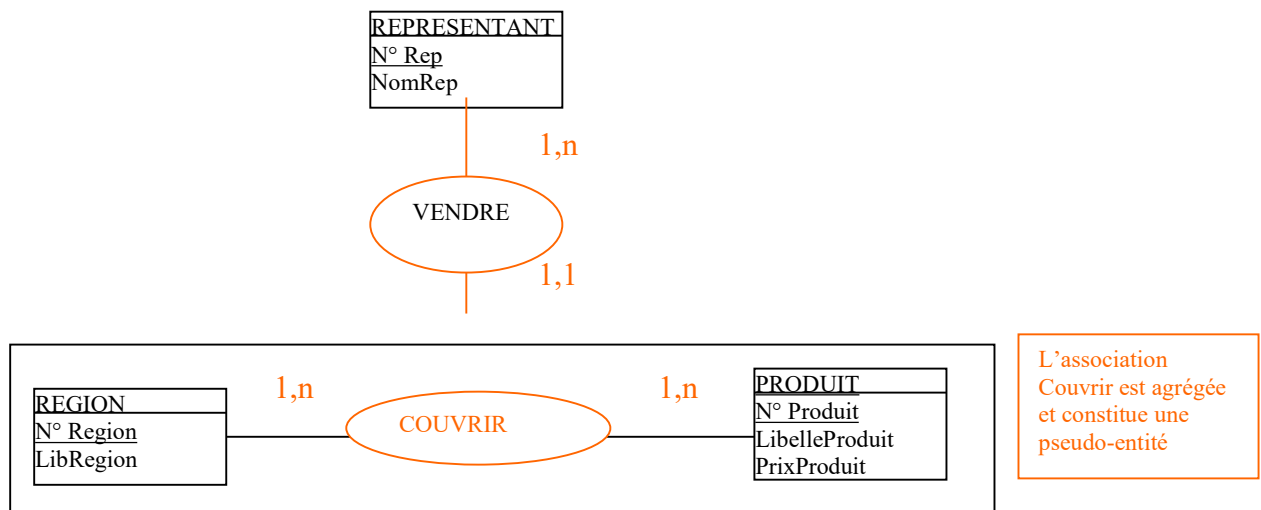 REPRESENTANT
N° Rep
NomRep
1,n
VENDRE
1,1
REGION
N° Region
LibRegion
1,n
COUVRIR
1,n
PRODUIT
N° Produit
LibelleProduit
PrixProduit
L’association
Couvrir est agrégée
et constitue une
pseudo-entité